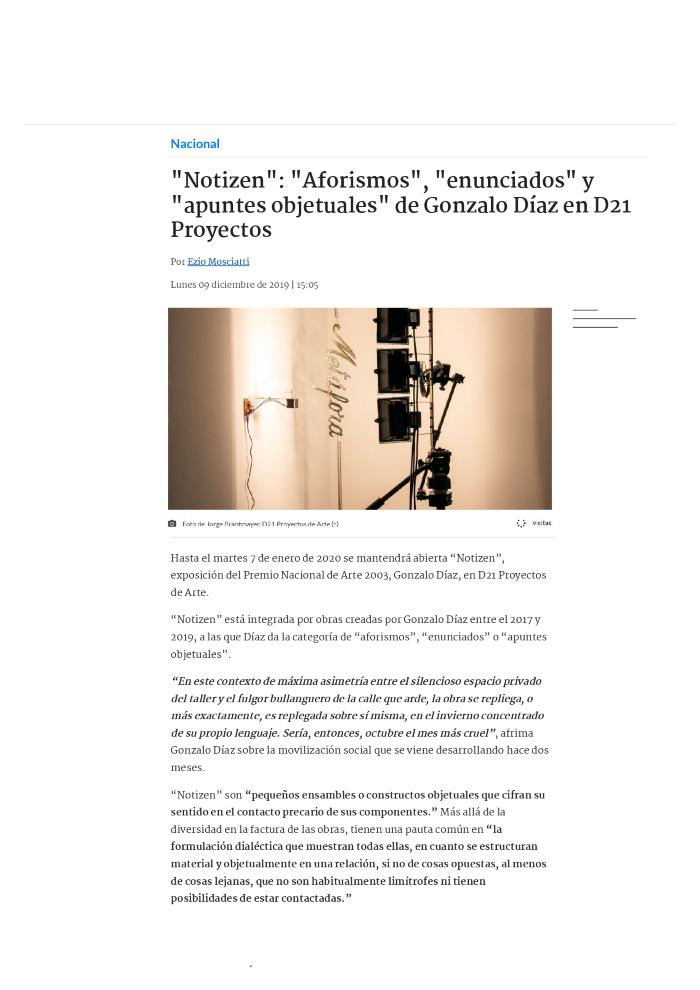 Nacional
"Notizen": "Aforismos", "enunciados" y
"apuntes objetuales" de Gonzalo Díaz en D21
Proyectos
Por Ezio Mosciatti
Lunes 09 diciembre de 2019 | 15:05
Metáfora
Foto de Jorge Brantmayer, D21 Proyectos de Arte (c)
visitas
Hasta el martes 7 de enero de 2020 se mantendrá abierta “Notizen”,
exposición del Premio Nacional de Arte 2003, Gonzalo Díaz, en D21 Proyectos
de Arte.
“Notizen” está integrada por obras creadas por Gonzalo Díaz entre el 2017 y
2019, a las que Díaz da la categoría de “aforismos”, “enunciados” o “apuntes
objetuales”.
“En este contexto de máxima asimetría entre el silencioso espacio privado
del taller y el fulgor bullanguero de la calle que arde, la obra se repliega, o
más exactamente, es replegada sobre sí misma, en el invierno concentrado
de su propio lenguaje. Sería, entonces, octubre el mes más cruel”, afrima
Gonzalo Díaz sobre la movilización social que se viene desarrollando hace dos
meses.
“Notizen” son “pequeños ensambles o constructos objetuales que cifran su
sentido en el contacto precario de sus componentes.” Más allá de la
diversidad en la factura de las obras, tienen una pauta común en “la
formulación dialéctica que muestran todas ellas, en cuanto se estructuran
material y objetualmente en una relación, si no de cosas opuestas, al menos
de cosas lejanas, que no son habitualmente limítrofes ni tienen
posibilidades de estar contactadas.”